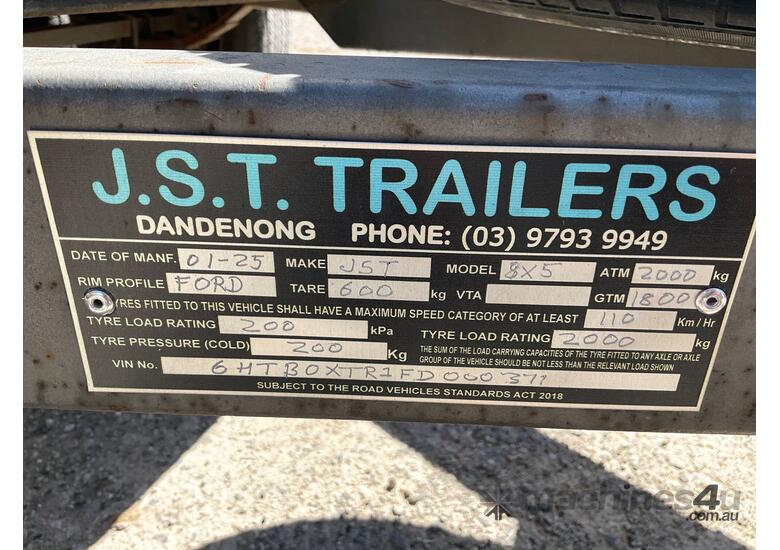 J.S.T. TRAILERS
DANDENONG PHONE: (03) 9793 9949
DATE OF MANF. 01-25 MAKE JST MODEL 8X5 ATM 2000 kg
RIM PROFILE FORD TARE 600 kg VTA GTM 1800
YRES FITTED TO THIS VEHICLE SHALL HAVE A MAXIMUM SPEED CATEGORY OF AT LEAST 110 Km / Hr
TYRE LOAD RATING 200 kPa TYRE LOAD RATING 2000 kg
TYRE PRESSURE (COLD) 200 Kg THE SUM OF THE LOAD CARRYING CAPACITIES OF THE TYRE FITTED TO ANY AXLE OR AXLE
GROUP OF THE VEHICLE SHOULD BE NOT LESS THAN THE RELEVANT LOAD SHOWN
VIN No. 6HTBOXTR1FD000371
SUBJECT TO THE ROAD VEHICLES STANDARDS ACT 2018
machines4u
.com.au